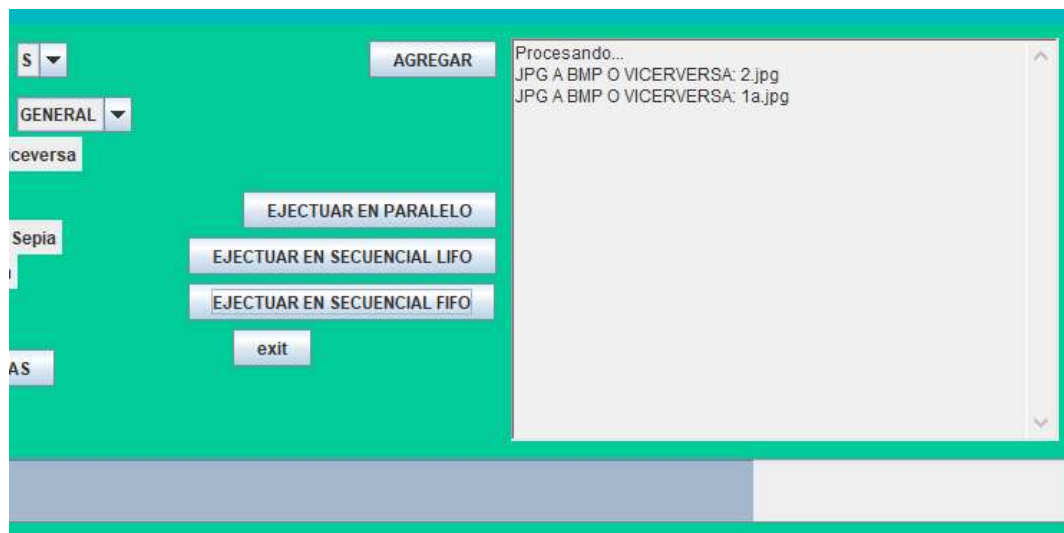 S
AGREGAR
GENERAL
iceversa
EJECTUAR EN PARALELO
Sepia
EJECTUAR EN SECUENCIAL LIFO
EJECTUAR EN SECUENCIAL FIFO
exit
AS
Procesando...
JPG A BMP O VICERVERSA: 2.jpg
JPG A BMP O VICERVERSA: 1a.jpg